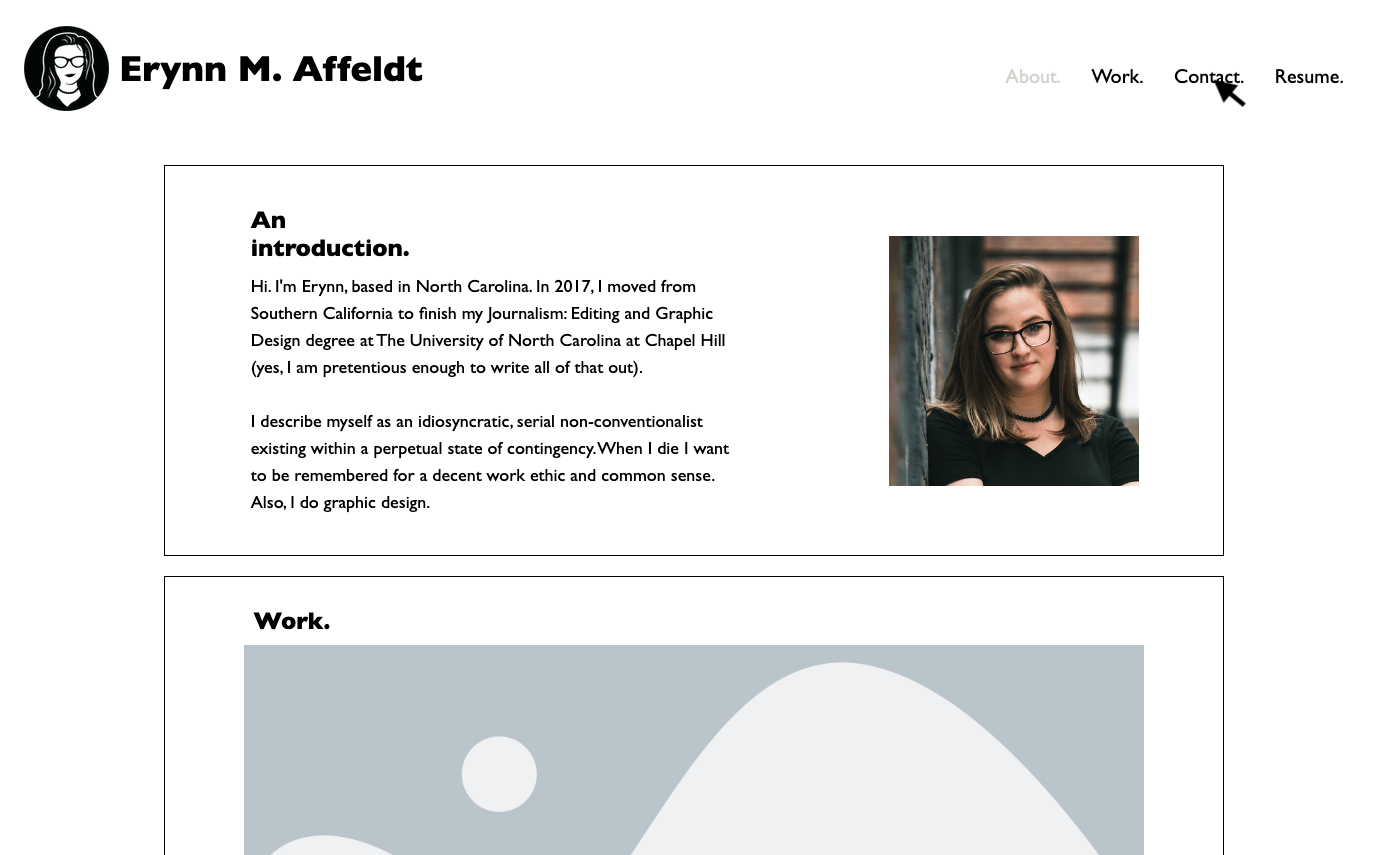 Erynn M. Affeldt
About. Work. Contact. Resume.
An
introduction.
Hi. I'm Erynn, based in North Carolina. In 2017, I moved from
Southern California to finish my Journalism: Editing and Graphic
Design degree at The University of North Carolina at Chapel Hill
(yes, I am pretentious enough to write all of that out).
I describe myself as an idiosyncratic, serial non-conventionalist
existing within a perpetual state of contingency. When I die I want
to be remembered for a decent work ethic and common sense.
Also, I do graphic design.
Work.